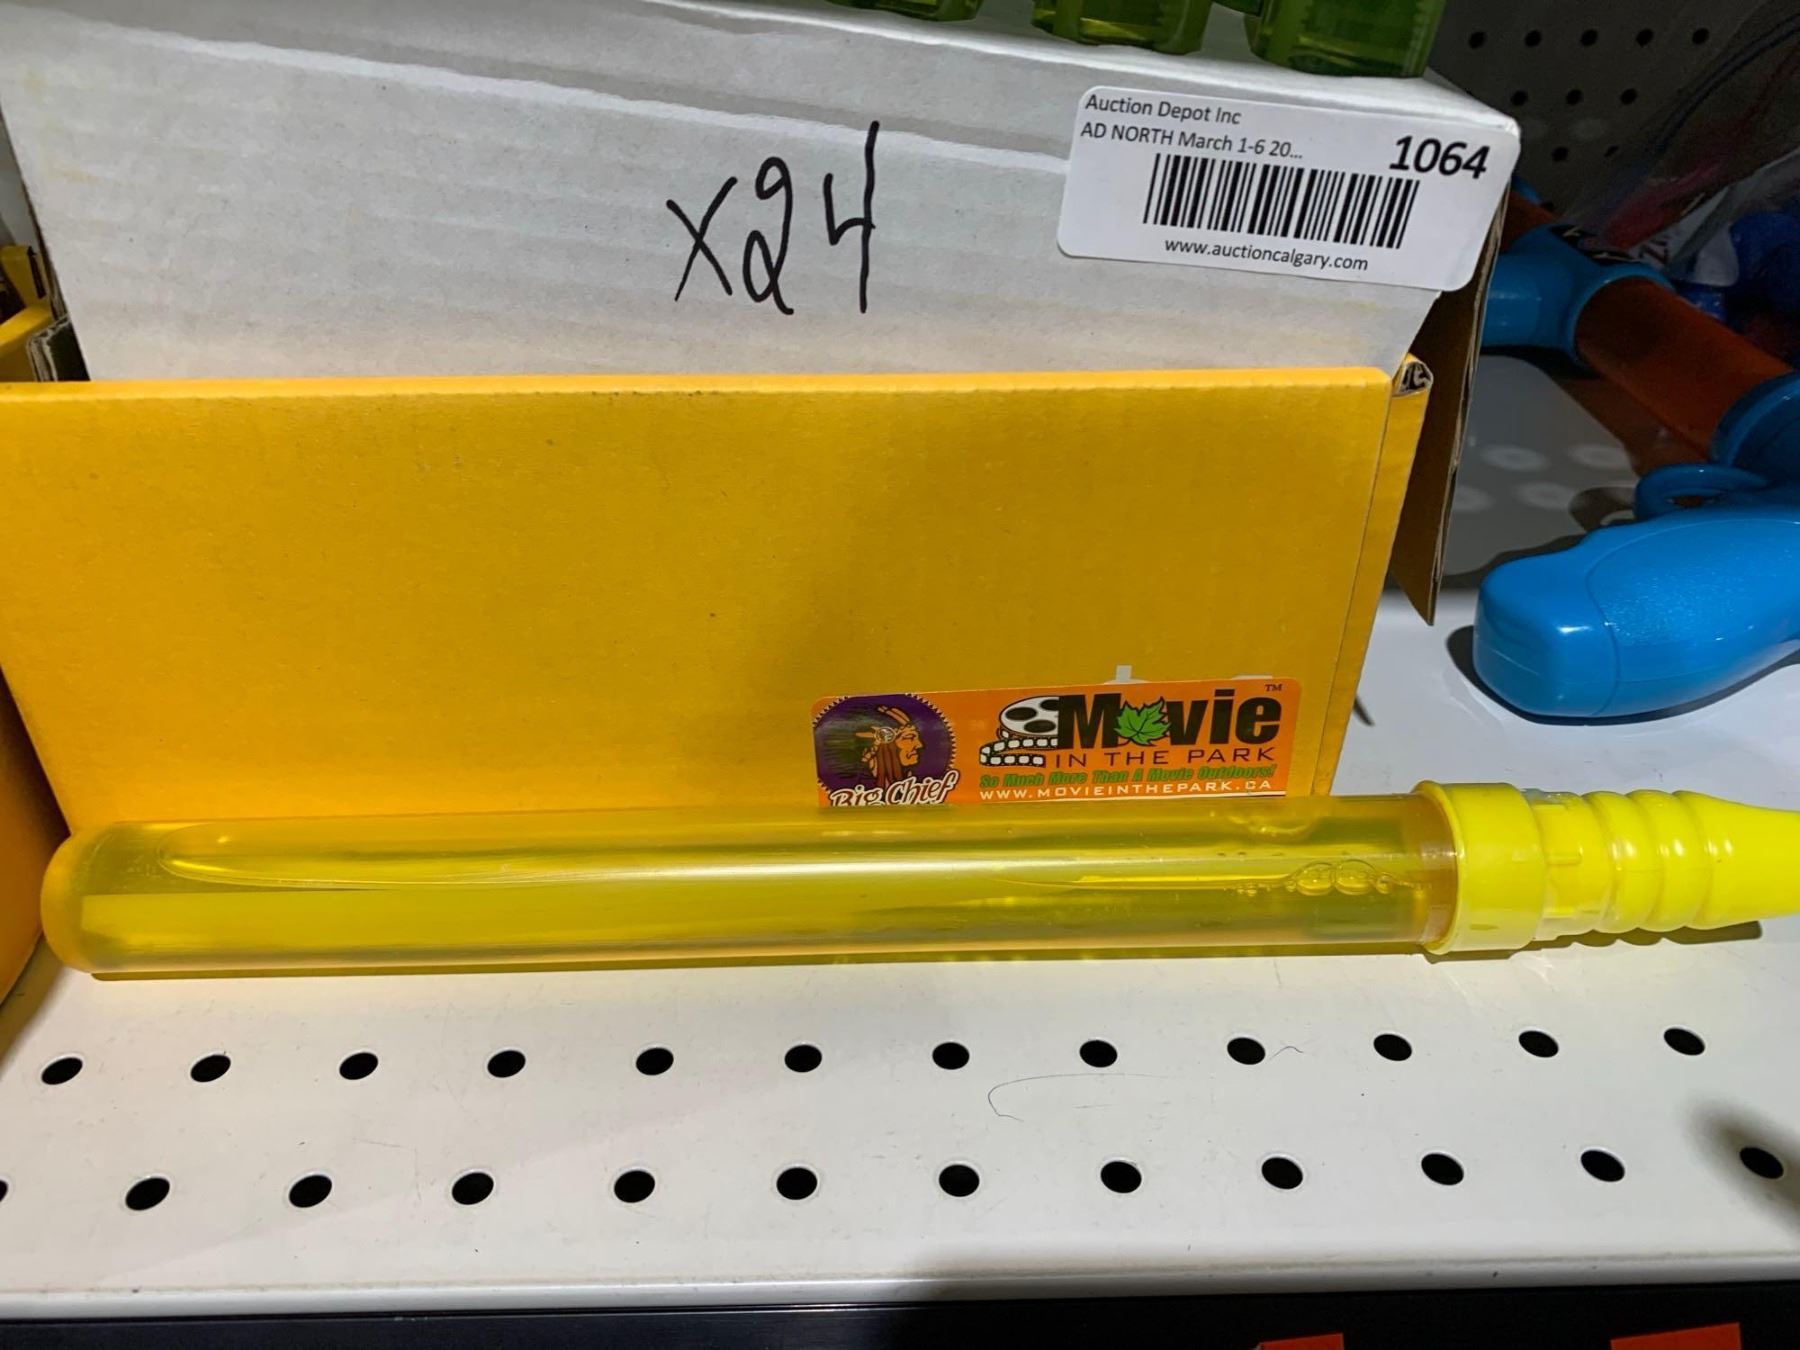 Auction Depot Inc
AD NORTH March 1-6 20...
1064
www.auctioncalgary.com
x24
Big Chief
Movie™
IN THE PARK
So Much More Than A Movie Outdoors!
WWW.MOVIEINTHEPARK.CA